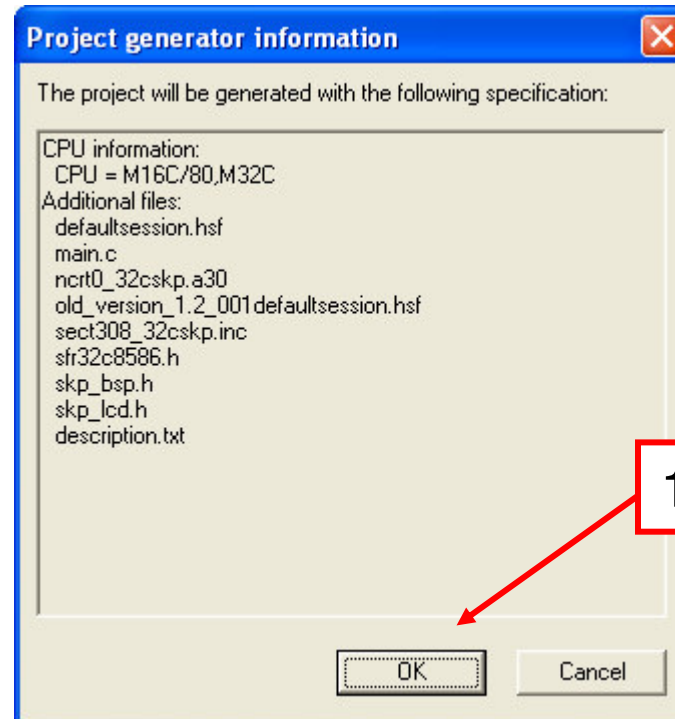 Project generator information
The project will be generated with the following specification:
CPU information:
CPU = M16C/80,M32C
Additional files:
defaultsession.hsf
main.c
ncrt0_32cskp.a30
old_version_1.2_001defaultsession.hsf
sect308_32cskp.inc
sfr32c8586.h
skp_bsp.h
skp_lcd.h
description.txt
1
OK Cancel